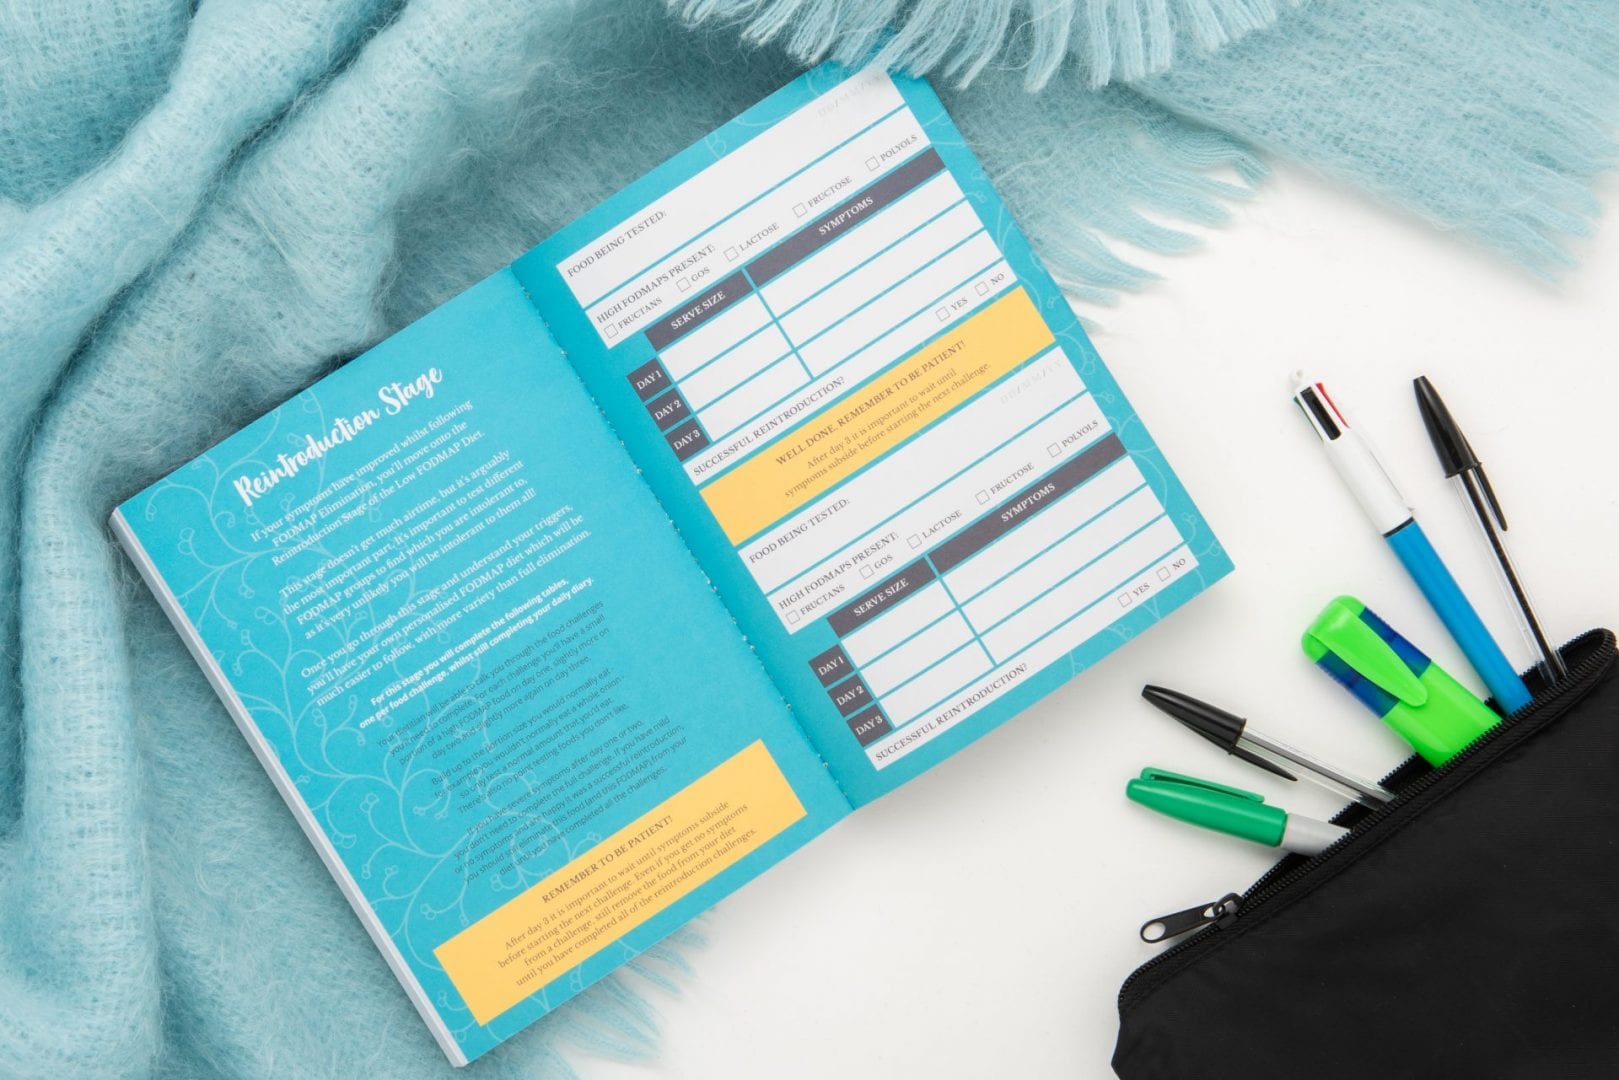 Reintroduction Stage
If your symptoms have improved whilst following
FODMAP Elimination, you'll move onto the
Reintroduction Stage of the Low FODMAP Diet.
This stage doesn't get much airtime, but it's arguably
the most important part. It's important to test different
FODMAP groups to find which you are intolerant to,
as it's very unlikely you will be intolerant to them all!
Once you go through this stage and understand your triggers,
you'll have your own personalised FODMAP diet which will be
much easier to follow, with more variety than full elimination.
For this stage you will complete the following tables,
one per food challenge, whilst still completing your daily diary.
Your dietitian will be able to talk you through the food challenges
you'll need to complete. For each challenge you'll have a small
portion of a high FODMAP food on day one, slightly more on
day two and slightly more again on day three.
Build up to the portion size you would normally eat -
for example you wouldn't normally eat a whole onion -
so only test a normal amount that you'll eat.
There's also no point testing foods you don't like.
If you have severe symptoms after day one or two,
you don't need to complete the full challenge. If you have mild
or no symptoms and are happy it was a successful reintroduction,
you should still eliminate this food (and this FODMAP) from your
diet until you have completed all the challenges.
REMEMBER TO BE PATIENT!
After day 3 it is important to wait until symptoms subside
before starting the next challenge. Even if you get no symptoms
from a challenge, still remove the food from your diet
until you have completed all of the reintroduction challenges.
DD/MM/YY
FOOD BEING TESTED:
HIGH FODMAPS PRESENT:
FRUCTANS GOS LACTOSE FRUCTOSE POLYOLS
SERVE SIZE SYMPTOMS
DAY 1
DAY 2
DAY 3
SUCCESSFUL REINTRODUCTION? YES NO
WELL DONE, REMEMBER TO BE PATIENT!
After day 3 it is important to wait until
symptoms subside before starting the next challenge.
DD/MM/YY
FOOD BEING TESTED:
HIGH FODMAPS PRESENT:
FRUCTANS GOS LACTOSE FRUCTOSE POLYOLS
SERVE SIZE SYMPTOMS
DAY 1
DAY 2
DAY 3
SUCCESSFUL REINTRODUCTION? YES NO